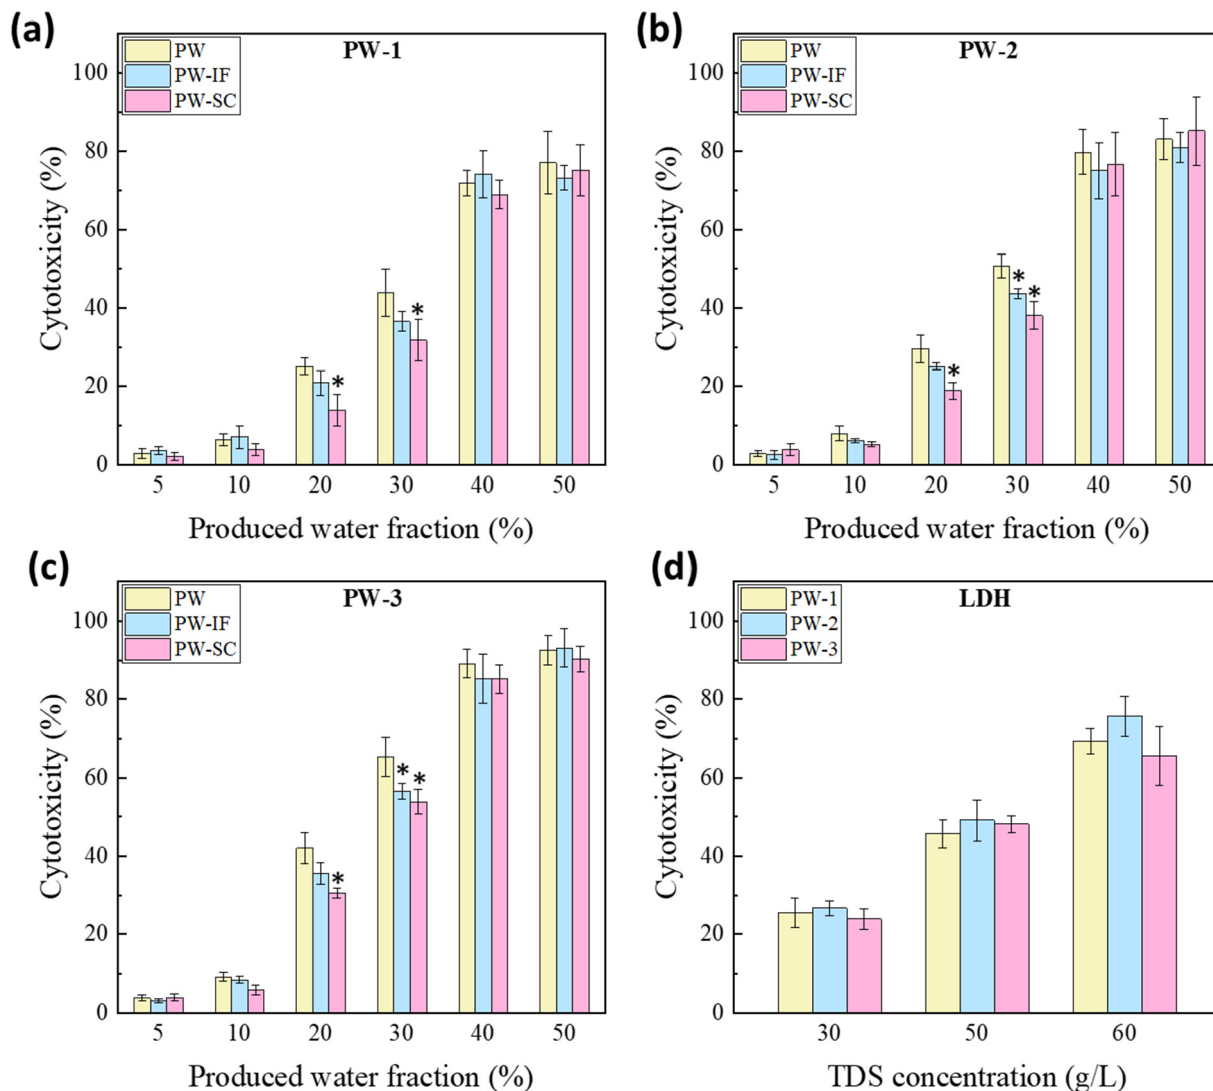 (a)
PW-1
PW
PW-IF
PW-SC
100
80
60
40
20
0
Cytotoxicity (%)
*
*
5 10 20 30 40 50
Produced water fraction (%)
(b)
PW-2
PW
PW-IF
PW-SC
100
80
60
40
20
0
Cytotoxicity (%)
*
* *
5 10 20 30 40 50
Produced water fraction (%)
(c)
PW-3
PW
PW-IF
PW-SC
100
80
60
40
20
0
Cytotoxicity (%)
*
* *
5 10 20 30 40 50
Produced water fraction (%)
(d)
LDH
PW-1
PW-2
PW-3
100
80
60
40
20
0
Cytotoxicity (%)
30 50 60
TDS concentration (g/L)